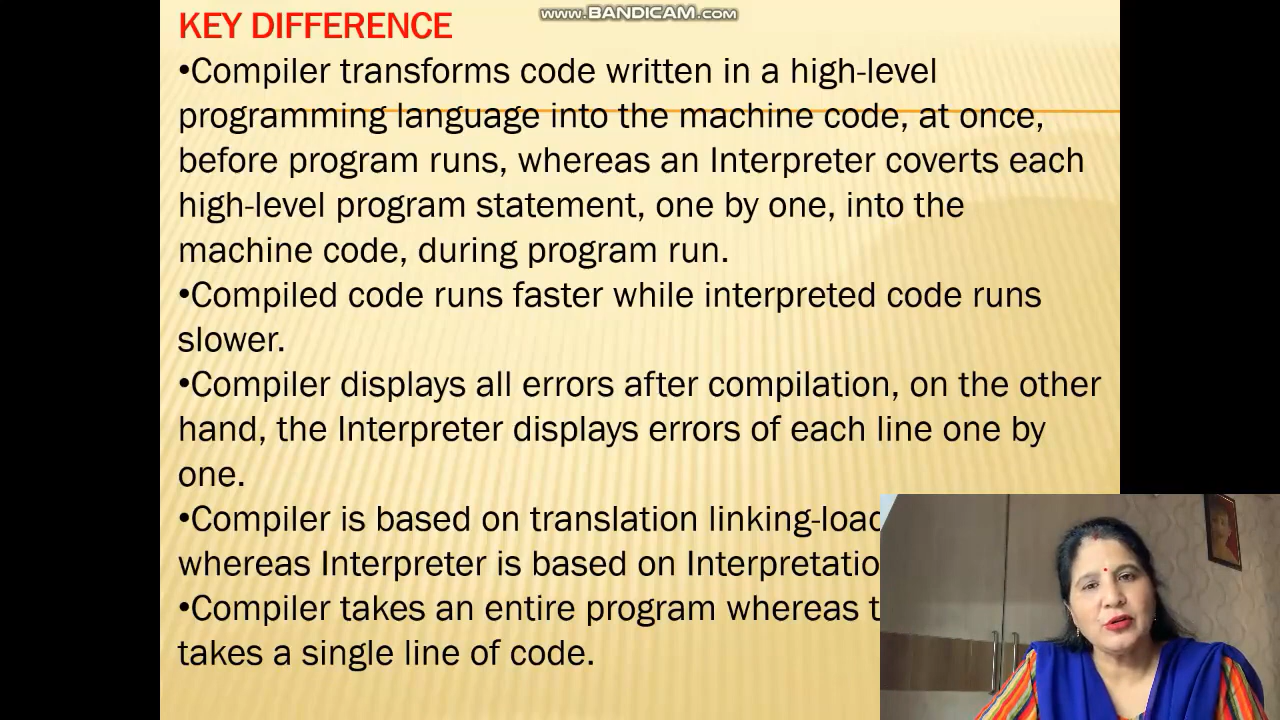 www.BANDICAM.com
KEY DIFFERENCE
•Compiler transforms code written in a high-level
programming language into the machine code, at once,
before program runs, whereas an Interpreter coverts each
high-level program statement, one by one, into the
machine code, during program run.
•Compiled code runs faster while interpreted code runs
slower.
•Compiler displays all errors after compilation, on the other
hand, the Interpreter displays errors of each line one by
one.
•Compiler is based on translation linking-loa
whereas Interpreter is based on Interpretatio
•Compiler takes an entire program whereas t
takes a single line of code.